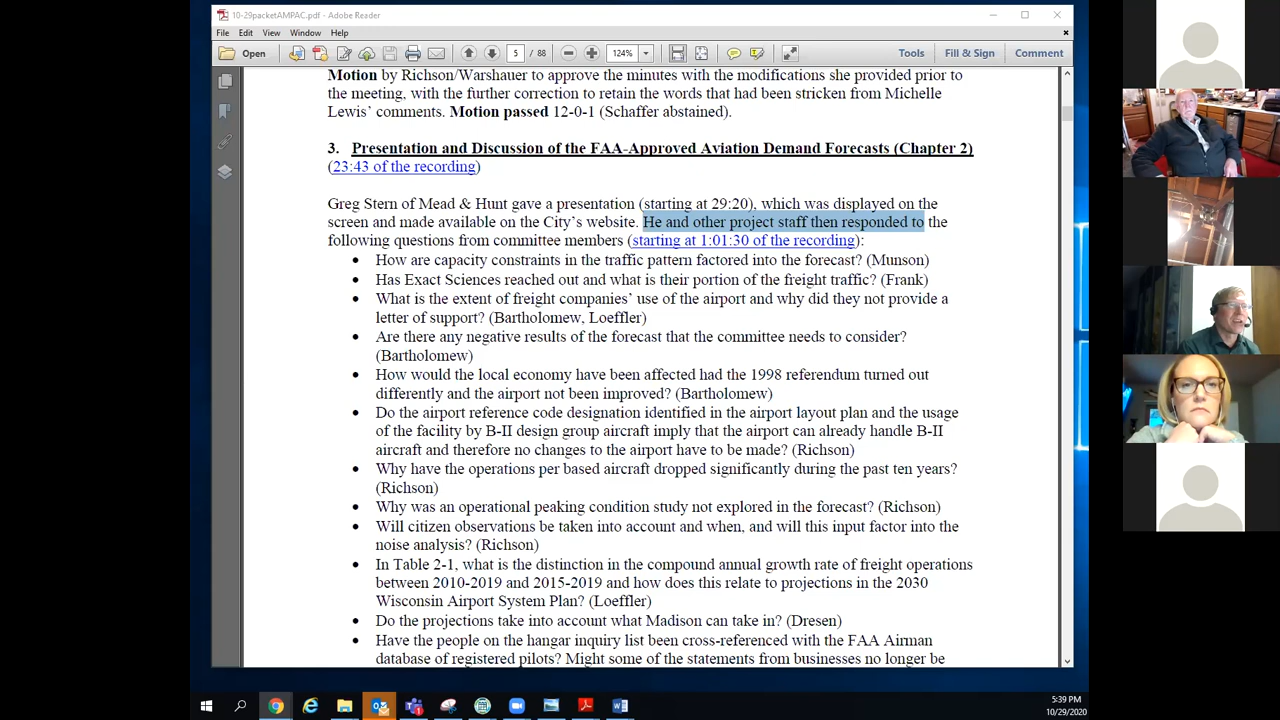 10-29packetAMPAC.pdf - Adobe Reader
File Edit View Window Help
Open 5 / 88 124% Tools Fill & Sign Comment
Motion by Richson/Warshauer to approve the minutes with the modifications she provided prior to
the meeting, with the further correction to retain the words that had been stricken from Michelle
Lewis’ comments. Motion passed 12-0-1 (Schaffer abstained).
3. Presentation and Discussion of the FAA-Approved Aviation Demand Forecasts (Chapter 2)
(23:43 of the recording)
Greg Stern of Mead & Hunt gave a presentation (starting at 29:20), which was displayed on the
screen and made available on the City’s website. He and other project staff then responded to the
following questions from committee members (starting at 1:01:30 of the recording):
• How are capacity constraints in the traffic pattern factored into the forecast? (Munson)
• Has Exact Sciences reached out and what is their portion of the freight traffic? (Frank)
• What is the extent of freight companies’ use of the airport and why did they not provide a
letter of support? (Bartholomew, Loeffler)
• Are there any negative results of the forecast that the committee needs to consider?
(Bartholomew)
• How would the local economy have been affected had the 1998 referendum turned out
differently and the airport not been improved? (Bartholomew)
• Do the airport reference code designation identified in the airport layout plan and the usage
of the facility by B-II design group aircraft imply that the airport can already handle B-II
aircraft and therefore no changes to the airport have to be made? (Richson)
• Why have the operations per based aircraft dropped significantly during the past ten years?
(Richson)
• Why was an operational peaking condition study not explored in the forecast? (Richson)
• Will citizen observations be taken into account and when, and will this input factor into the
noise analysis? (Richson)
• In Table 2-1, what is the distinction in the compound annual growth rate of freight operations
between 2010-2019 and 2015-2019 and how does this relate to projections in the 2030
Wisconsin Airport System Plan? (Loeffler)
• Do the projections take into account what Madison can take in? (Dresen)
• Have the people on the hangar inquiry list been cross-referenced with the FAA Airman
database of registered pilots? Might some of the statements from businesses no longer be
5:39 PM
10/29/2020